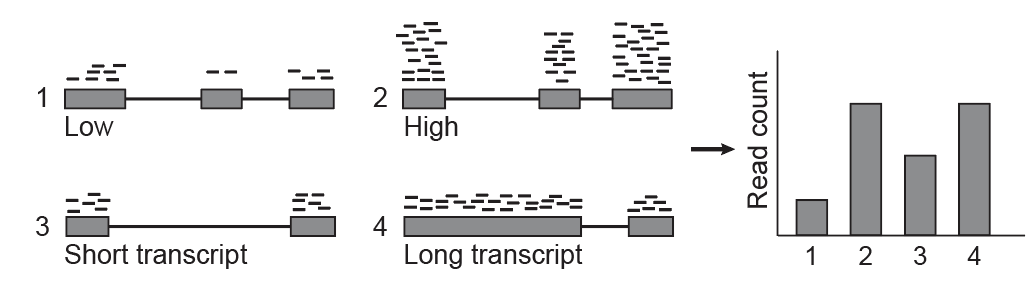 1
Low
2
High
3
Short transcript
4
Long transcript
Read count
1 2 3 4